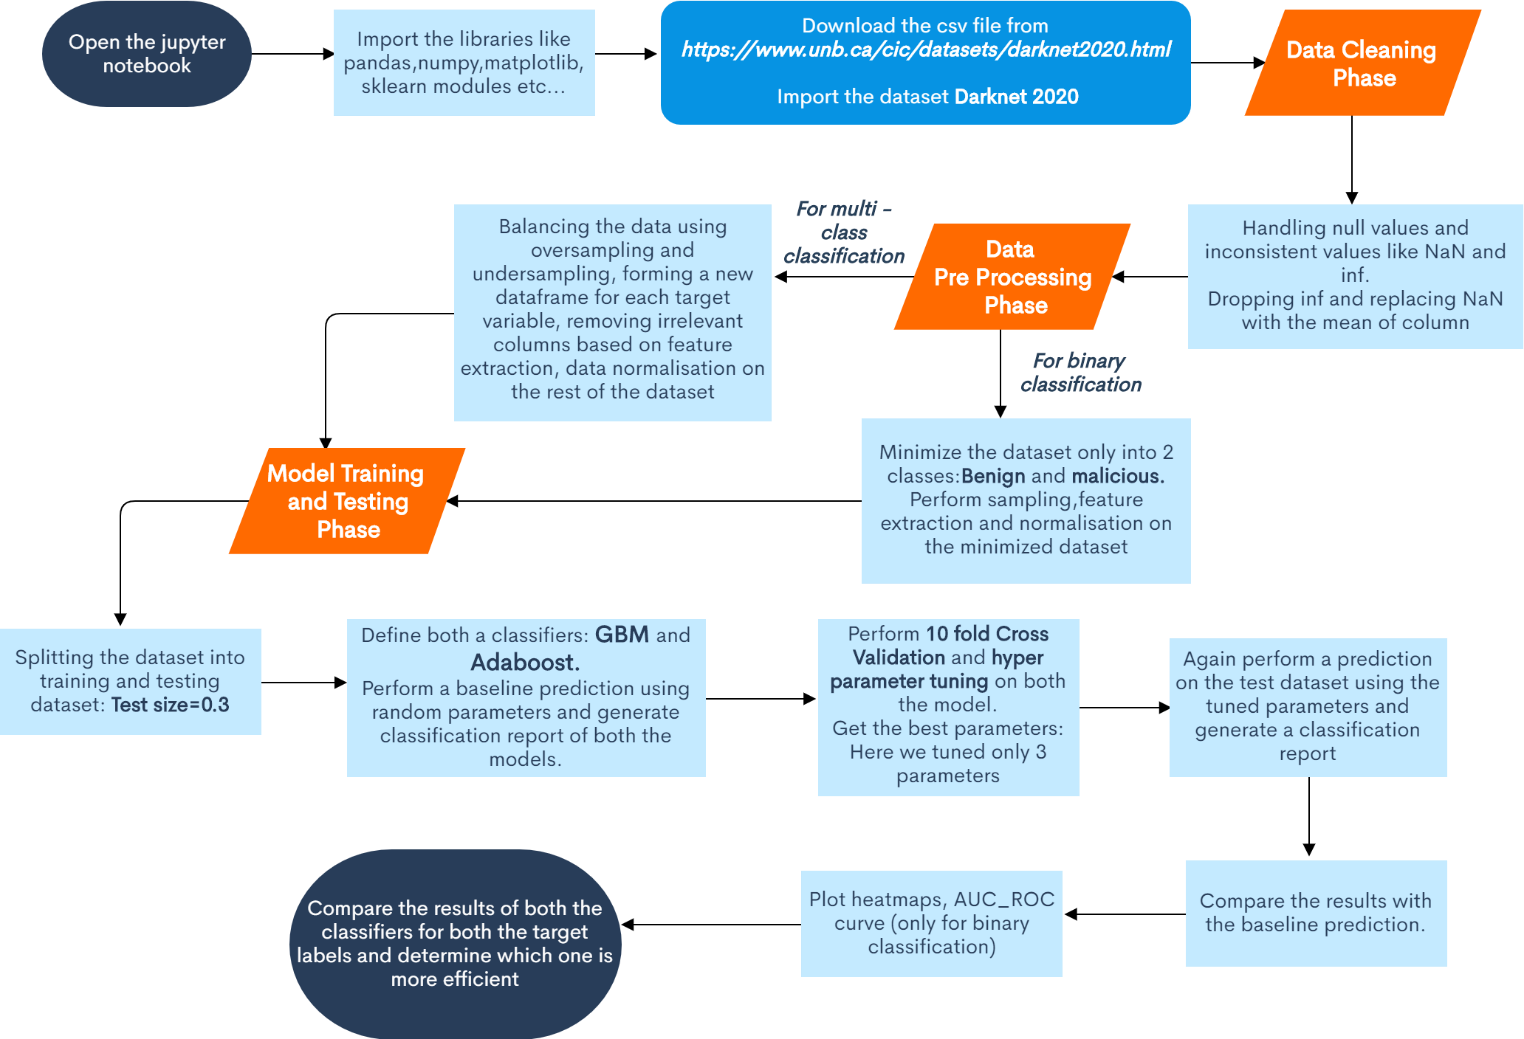 Open the jupyter
notebook
Import the libraries like
pandas,numpy,matplotlib,
sklearn modules etc...
Download the csv file from
https://www.unb.ca/cic/datasets/darknet2020.html
Import the dataset Darknet 2020
Data Cleaning
Phase
Handling null values and
inconsistent values like NaN and
inf.
Dropping inf and replacing NaN
with the mean of column
Data
Pre Processing
Phase
For multi -
class
classification
Balancing the data using
oversampling and
undersampling, forming a new
dataframe for each target
variable, removing irrelevant
columns based on feature
extraction, data normalisation on
the rest of the dataset
For binary
classification
Minimize the dataset only into 2
classes:Benign and malicious.
Perform sampling,feature
extraction and normalisation on
the minimized dataset
Model Training
and Testing
Phase
Splitting the dataset into
training and testing
dataset: Test size=0.3
Define both a classifiers: GBM and
Adaboost.
Perform a baseline prediction using
random parameters and generate
classification report of both the
models.
Perform 10 fold Cross
Validation and hyper
parameter tuning on both
the model.
Get the best parameters:
Here we tuned only 3
parameters
Again perform a prediction
on the test dataset using the
tuned parameters and
generate a classification
report
Compare the results with
the baseline prediction.
Plot heatmaps, AUC_ROC
curve (only for binary
classification)
Compare the results of both the
classifiers for both the target
labels and determine which one is
more efficient